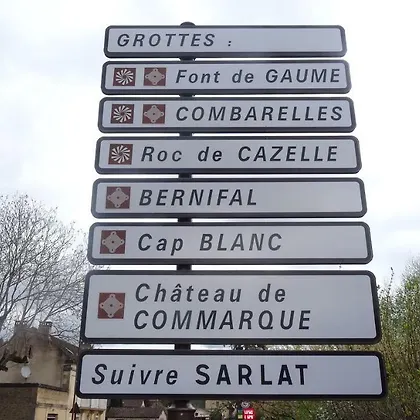 GROTTES :
Font de GAUME
COMBARELLES
Roc de CAZELLE
BERNIFAL
Cap BLANC
Château de
COMMARQUE
Suivre SARLAT